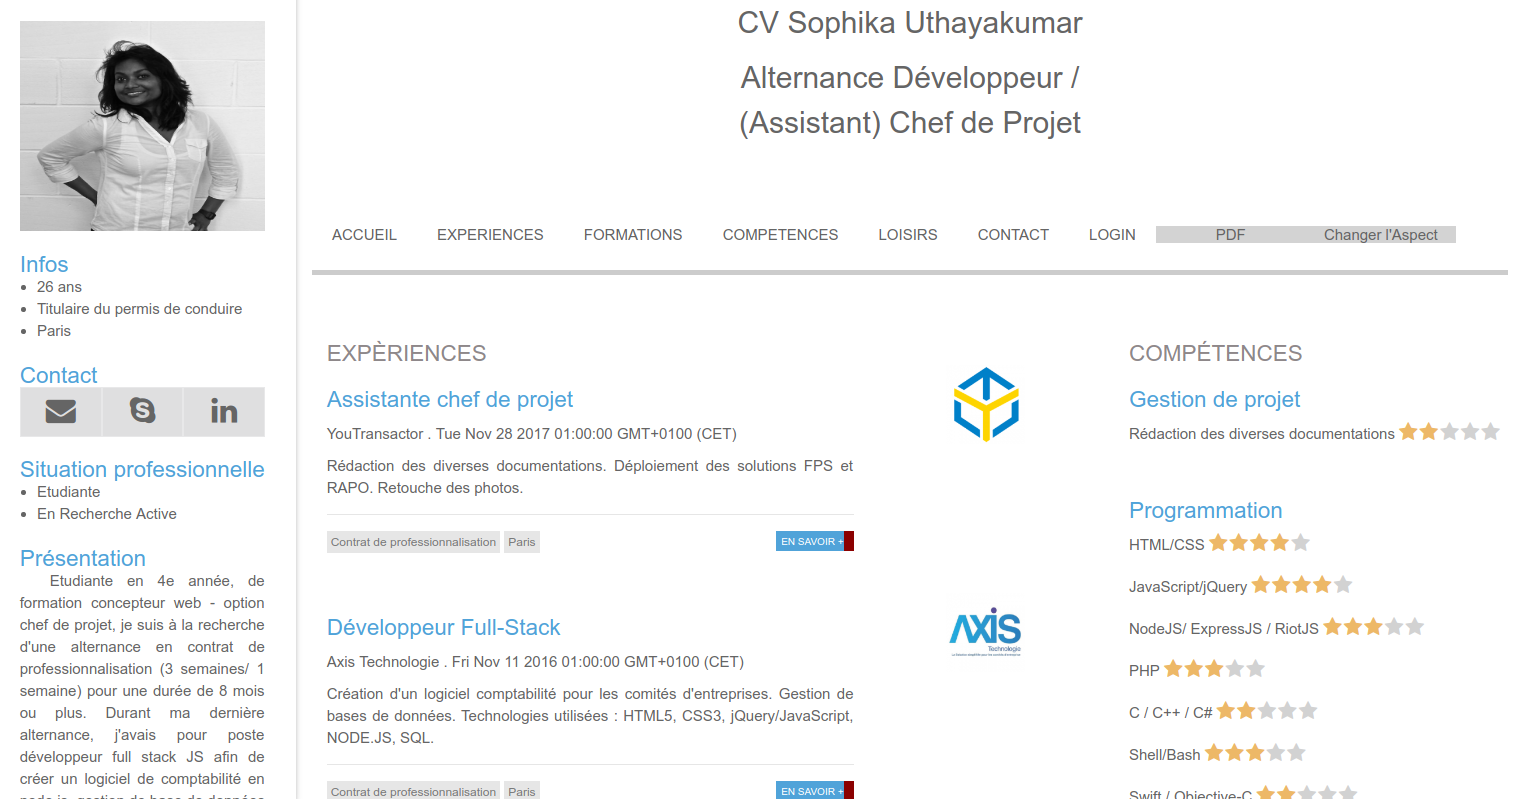 CV Sophika Uthayakumar
Alternance Développeur /
(Assistant) Chef de Projet
ACCUEIL EXPERIENCES FORMATIONS COMPETENCES LOISIRS CONTACT LOGIN PDF Changer l'Aspect
Infos
26 ans
Titulaire du permis de conduire
Paris
Contact
Situation professionnelle
Etudiante
En Recherche Active
Présentation
Etudiante en 4e année, de
formation concepteur web - option
chef de projet, je suis à la recherche
d'une alternance en contrat de
professionnalisation (3 semaines/ 1
semaine) pour une durée de 8 mois
ou plus. Durant ma dernière
alternance, j'avais pour poste
développeur full stack JS afin de
créer un logiciel de comptabilité en
EXPÈRIENCES
Assistante chef de projet
YouTransactor . Tue Nov 28 2017 01:00:00 GMT+0100 (CET)
Rédaction des diverses documentations. Déploiement des solutions FPS et
RAPO. Retouche des photos.
Contrat de professionnalisation Paris EN SAVOIR +
Développeur Full-Stack
AXIS
Technologie
Axis Technologie . Fri Nov 11 2016 01:00:00 GMT+0100 (CET)
Création d'un logiciel comptabilité pour les comités d'entreprises. Gestion de
bases de données. Technologies utilisées : HTML5, CSS3, jQuery/JavaScript,
NODE.JS, SQL.
Contrat de professionnalisation Paris EN SAVOIR +
COMPÉTENCES
Gestion de projet
Rédaction des diverses documentations
Programmation
HTML/CSS
JavaScript/jQuery
NodeJS/ ExpressJS / RiotJS
PHP
C / C++ / C#
Shell/Bash
Swift / Objective-C